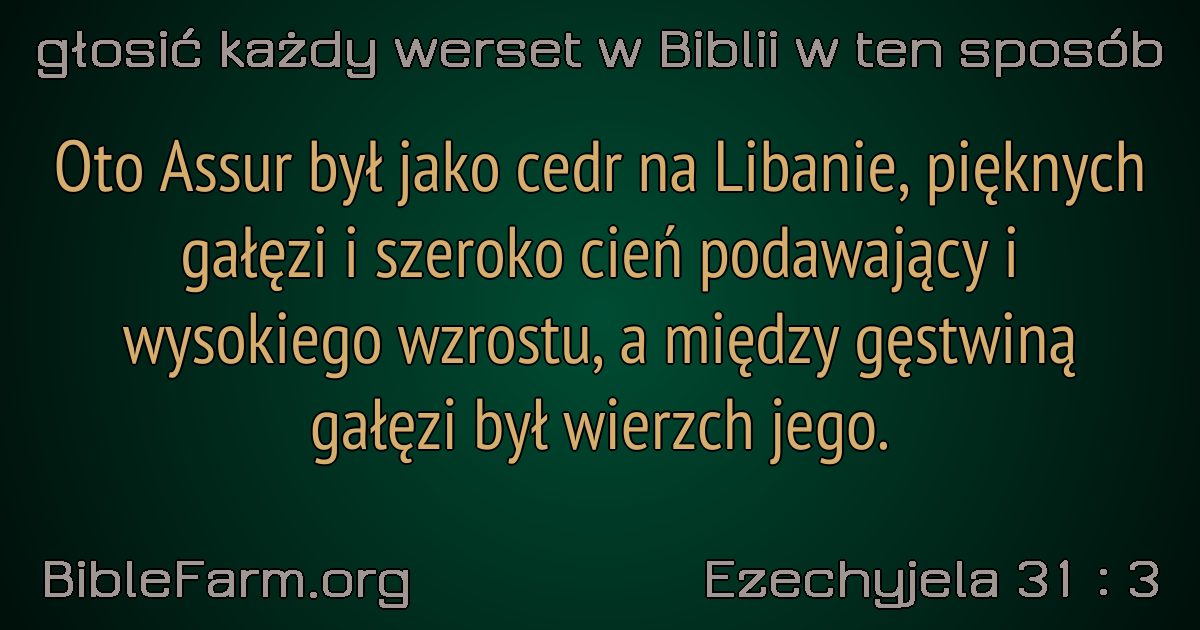 głosić każdy werset w Biblii w ten sposób
Oto Assur był jako cedr na Libanie, pięknych
gałęzi i szeroko cień podawający i
wysokiego wzrostu, a między gęstwiną
gałęzi był wierzch jego.
BibleFarm.org
Ezechyjela 31 : 3